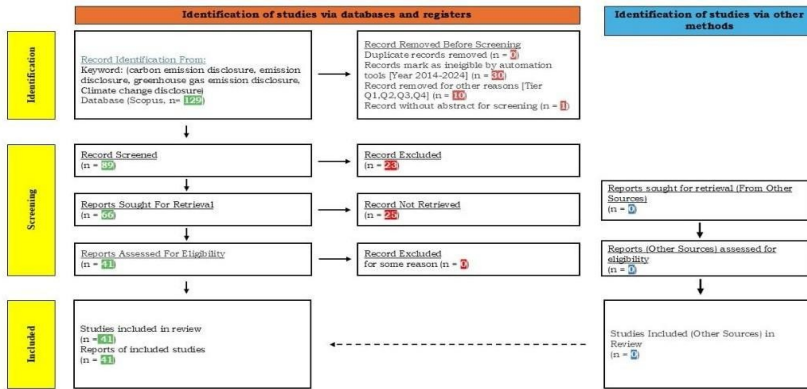 Identification of studies via databases and registers
Identification of studies via other
methods
Identification
Record Identification From:
Keyword: (carbon emission disclosure, emission
disclosure, greenhouse gas emission disclosure,
Climate change disclosure)
Database (Scopus, n= 129)
Record Removed Before Screening
Duplicate records removed (n = 0)
Records mark as ineigible by automation
tools [Year 2014-2024] (n = 30)
Record removed for other reasons [Tier
Q1,Q2,Q3,Q4] (n = 10)
Record without abstract for screening (n = 1)
Screening
Record Screened
(n = 89)
Record Excluded
(n = 23)
Reports Sought For Retrieval
(n = 66)
Record Not Retrieved
(n = 25)
Reports sought for retrieval (From Other
Sources)
(n = 0)
Reports Assessed For Eligibility
(n = 41)
Record Excluded
for some reason (n = 0)
Reports (Other Sources) assessed for
eligibility
(n = 0)
Included
Studies included in review
(n = 41)
Reports of included studies
(n = 41)
Studies Included (Other Sources) in
Review
(n = 0)